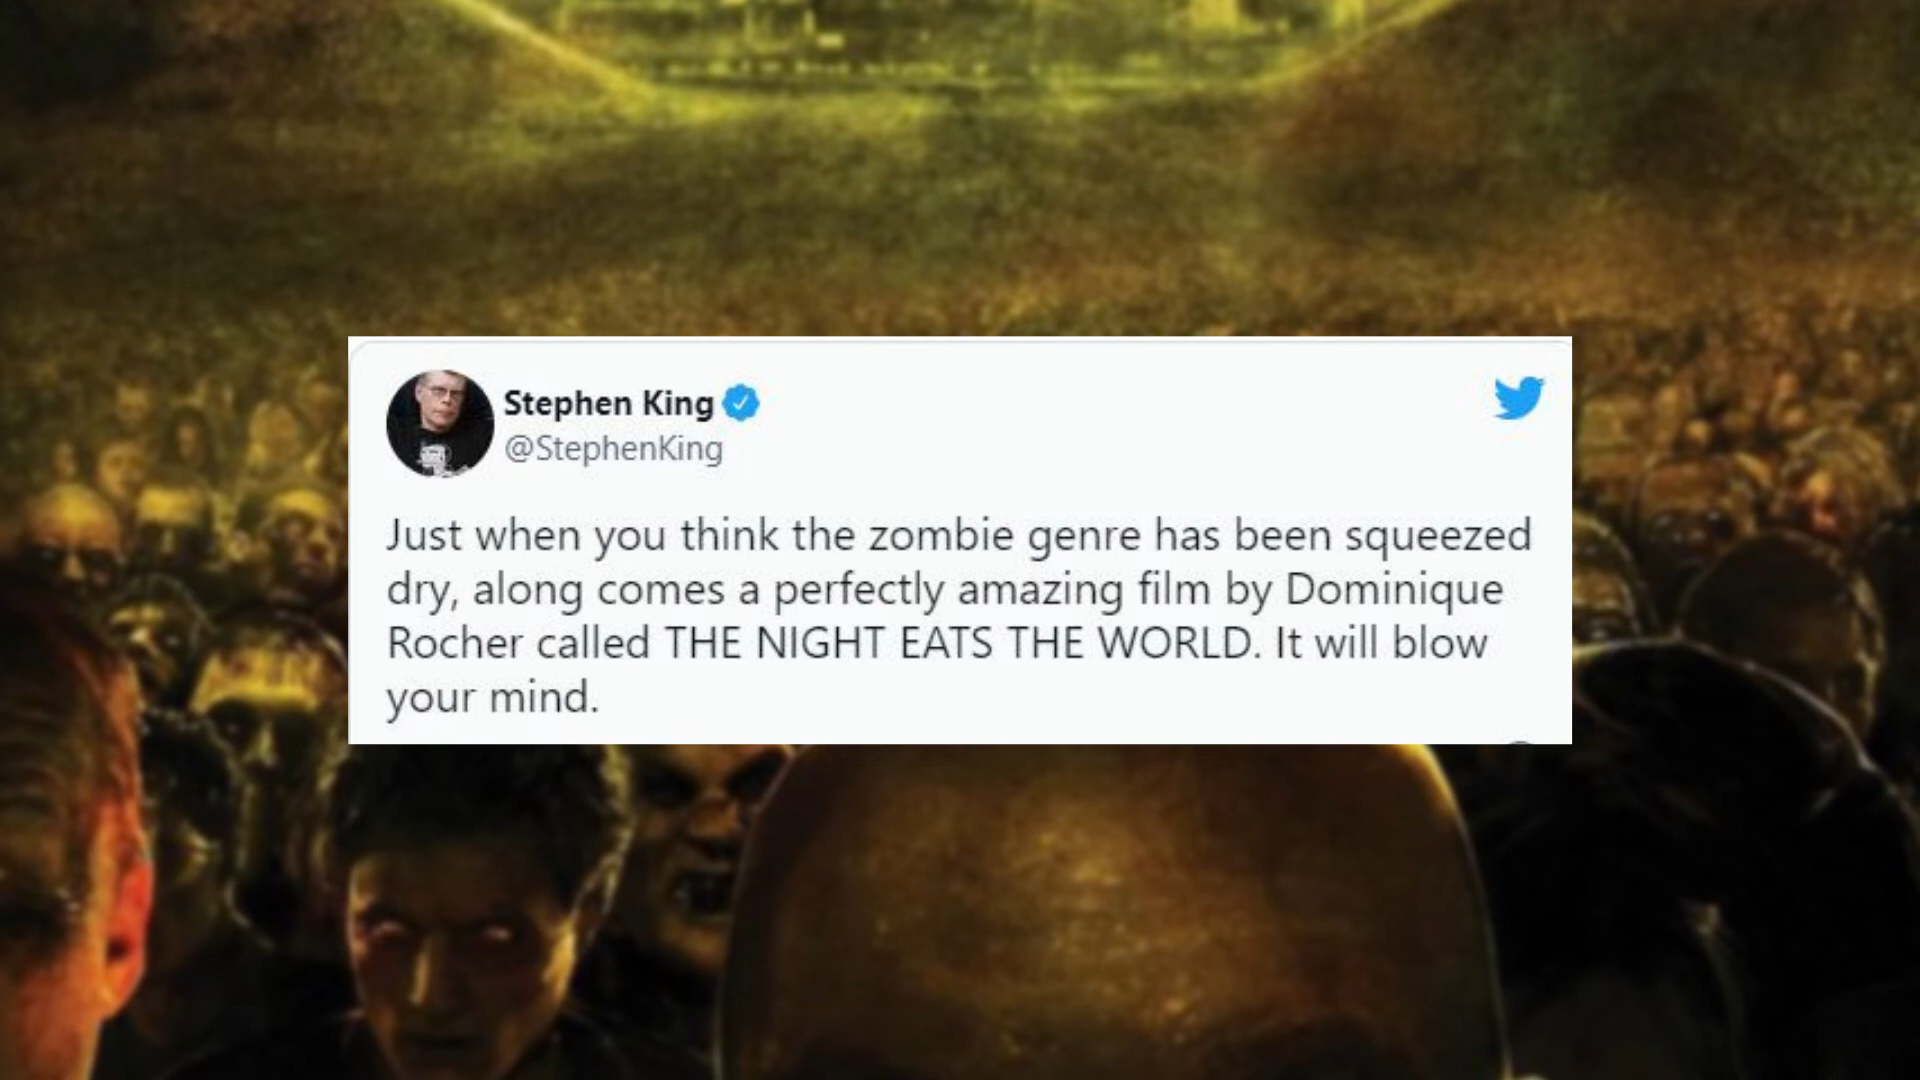 Stephen King
@StephenKing
Just when you think the zombie genre has been squeezed
dry, along comes a perfectly amazing film by Dominique
Rocher called THE NIGHT EATS THE WORLD. It will blow
your mind.